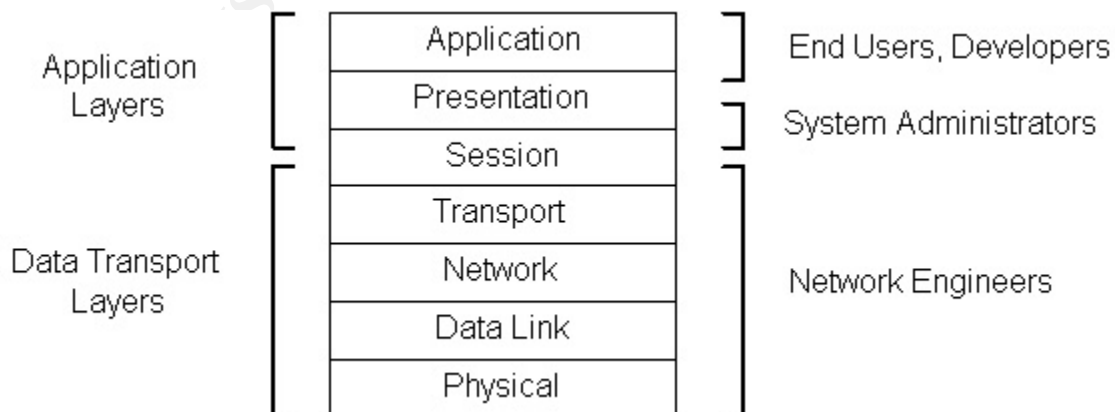 Application
Layers
Data Transport
Layers
Application
Presentation
Session
Transport
Network
Data Link
Physical
End Users, Developers
System Administrators
Network Engineers